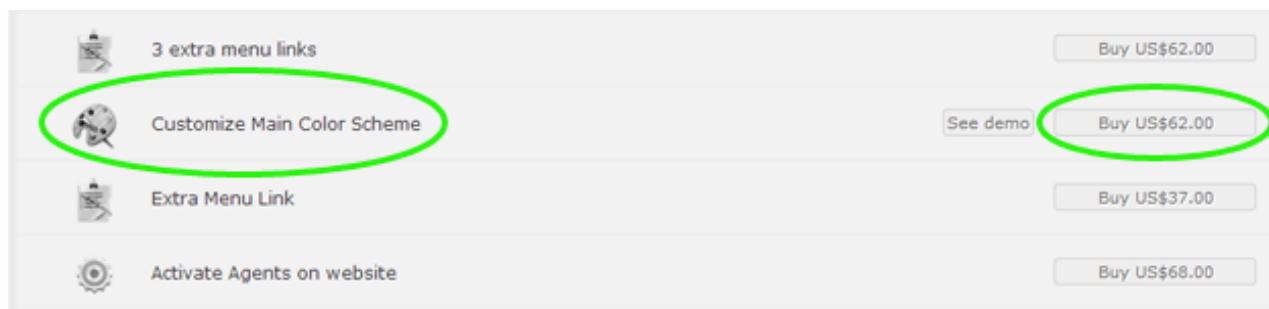 3 extra menu links Buy US$62.00
Customize Main Color Scheme See demo Buy US$62.00
Extra Menu Link Buy US$37.00
Activate Agents on website Buy US$68.00